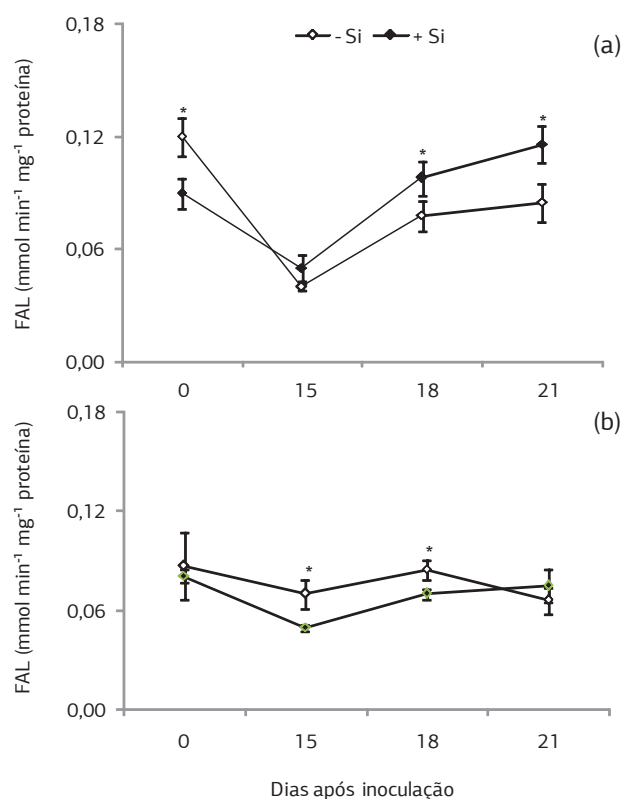 0,18
- Si + Si
(a)
*
0,12
*
*
0,06
0,00
FAL (mmol min⁻¹ mg⁻¹ proteína)
0 15 18 21
0,18
(b)
0,12
*
*
0,06
0,00
FAL (mmol min⁻¹ mg⁻¹ proteína)
0 15 18 21
Dias após inoculação